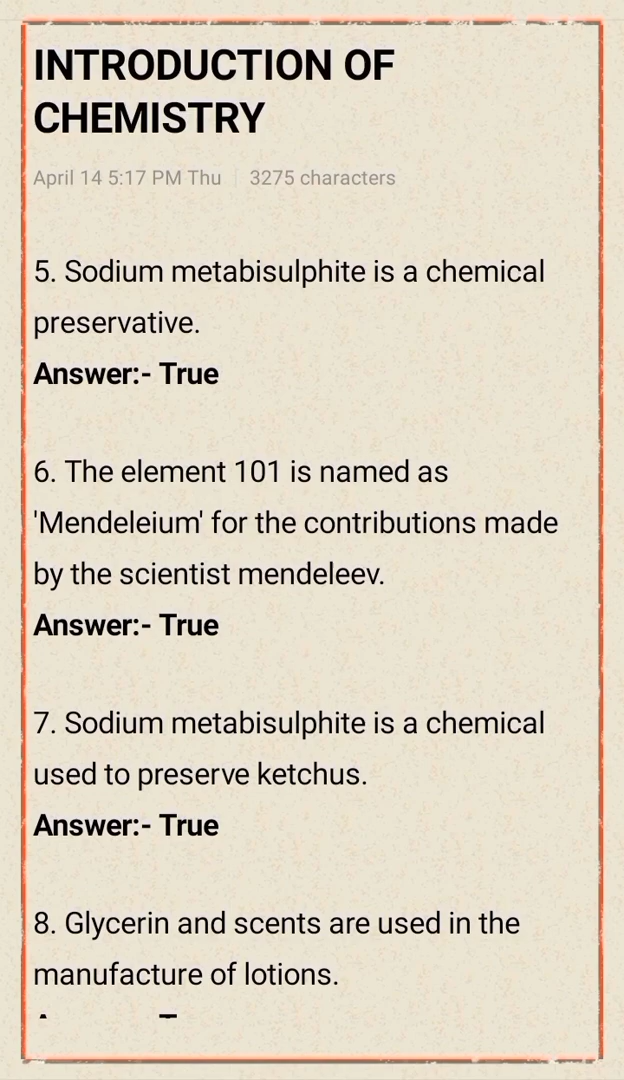 INTRODUCTION OF
CHEMISTRY
April 14 5:17 PM Thu | 3275 characters
5. Sodium metabisulphite is a chemical
preservative.
Answer:- True
6. The element 101 is named as
'Mendeleium' for the contributions made
by the scientist mendeleev.
Answer:- True
7. Sodium metabisulphite is a chemical
used to preserve ketchus.
Answer:- True
8. Glycerin and scents are used in the
manufacture of lotions.